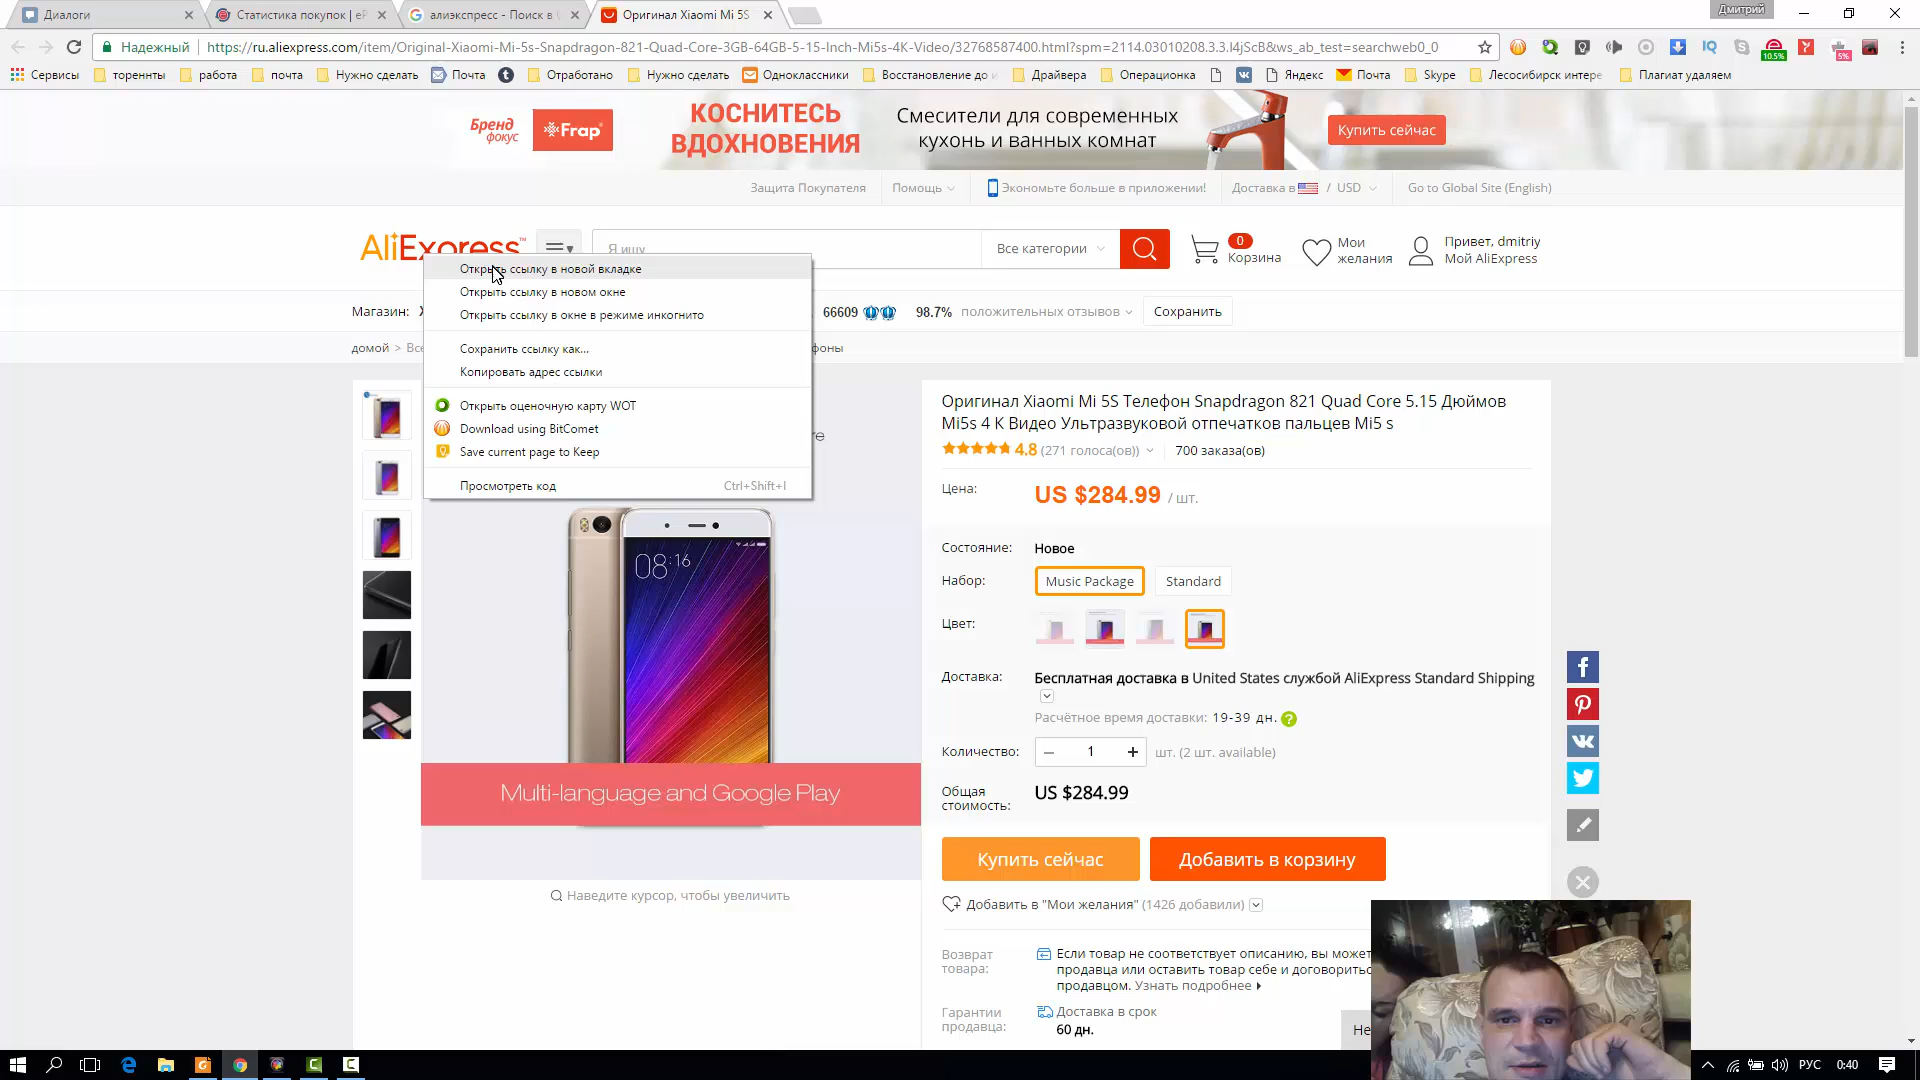 Диалоги
Статистика покупок | eP
алиэкспресс - Поиск в
Оригинал Xiaomi Mi 5S
Дмитрий
Надежный
https://ru.aliexpress.com/item/Original-Xiaomi-Mi-5s-Snapdragon-821-Quad-Core-3GB-64GB-5-15-Inch-Mi5s-4K-Video/32768587400.html?spm=2114.03010208.3.3.I4jScB&ws_ab_test=searchweb0_0
IQ
10.5%
5%
Сервисы
тореннты
работа
почта
Нужно сделать
Почта
Отработано
Нужно сделать
Одноклассники
Восстановление до
Драйвера
Операционка
Яндекс
Почта
Skype
Лесосибирск интере
Плагиат удаляем
Бренд фокус
Frap
КОСНИТЕСЬ
ВДОХНОВЕНИЯ
Смесители для современных
кухонь и ванных комнат
Купить сейчас
Защита Покупателя
Помощь
Экономьте больше в приложении!
Доставка в / USD
Go to Global Site (English)
AliExpress™
Я ищу
Все категории
0
Корзина
Мои
желания
Привет, dmitriy
Мой AliExpress
Магазин:
66609
98.7% положительных отзывов
Сохранить
домой > Все
фоны
Открыть ссылку в новой вкладке
Открыть ссылку в новом окне
Открыть ссылку в окне в режиме инкогнито
Сохранить ссылку как...
Копировать адрес ссылки
Открыть оценочную карту WOT
Download using BitComet
Save current page to Keep
Просмотреть код Ctrl+Shift+I
re
08:16
Multi-language and Google Play
Наведите курсор, чтобы увеличить
Оригинал Xiaomi Mi 5S Телефон Snapdragon 821 Quad Core 5.15 Дюймов
Mi5s 4 К Видео Ультразвуковой отпечатков пальцев Mi5 s
4.8 (271 голоса(ов)) 700 заказа(ов)
Цена: US $284.99 / шт.
Состояние: Новое
Набор: Music Package Standard
Цвет:
Доставка: Бесплатная доставка в United States службой AliExpress Standard Shipping
Расчётное время доставки: 19-39 дн. ?
Количество: – 1 + шт. (2 шт. available)
Общая
стоимость:
US $284.99
Купить сейчас
Добавить в корзину
Добавить в "Мои желания" (1426 добавили)
Возврат
товара:
Если товар не соответствует описанию, вы может
продавца или оставить товар себе и договоритьс
продавцом. Узнать подробнее
Гарантии
продавца:
Доставка в срок
60 дн.
Не
РУС
0:40